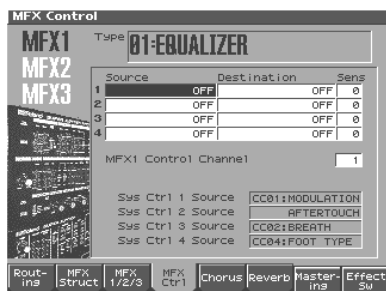 MFX Control
MFX1
MFX2
MFX3
Type 01:EQUALIZER
Source Destination Sens
1 OFF OFF 0
2 OFF OFF 0
3 OFF OFF 0
4 OFF OFF 0
MFX1 Control Channel 1
Sys Ctrl 1 Source CC01:MODULATION
Sys Ctrl 2 Source AFTERTOUCH
Sys Ctrl 3 Source CC02:BREATH
Sys Ctrl 4 Source CC04:FOOT TYPE
Rout-ing MFX Struct MFX 1/2/3 MFX Ctrl Chorus Reverb Master-ing Effect Sw